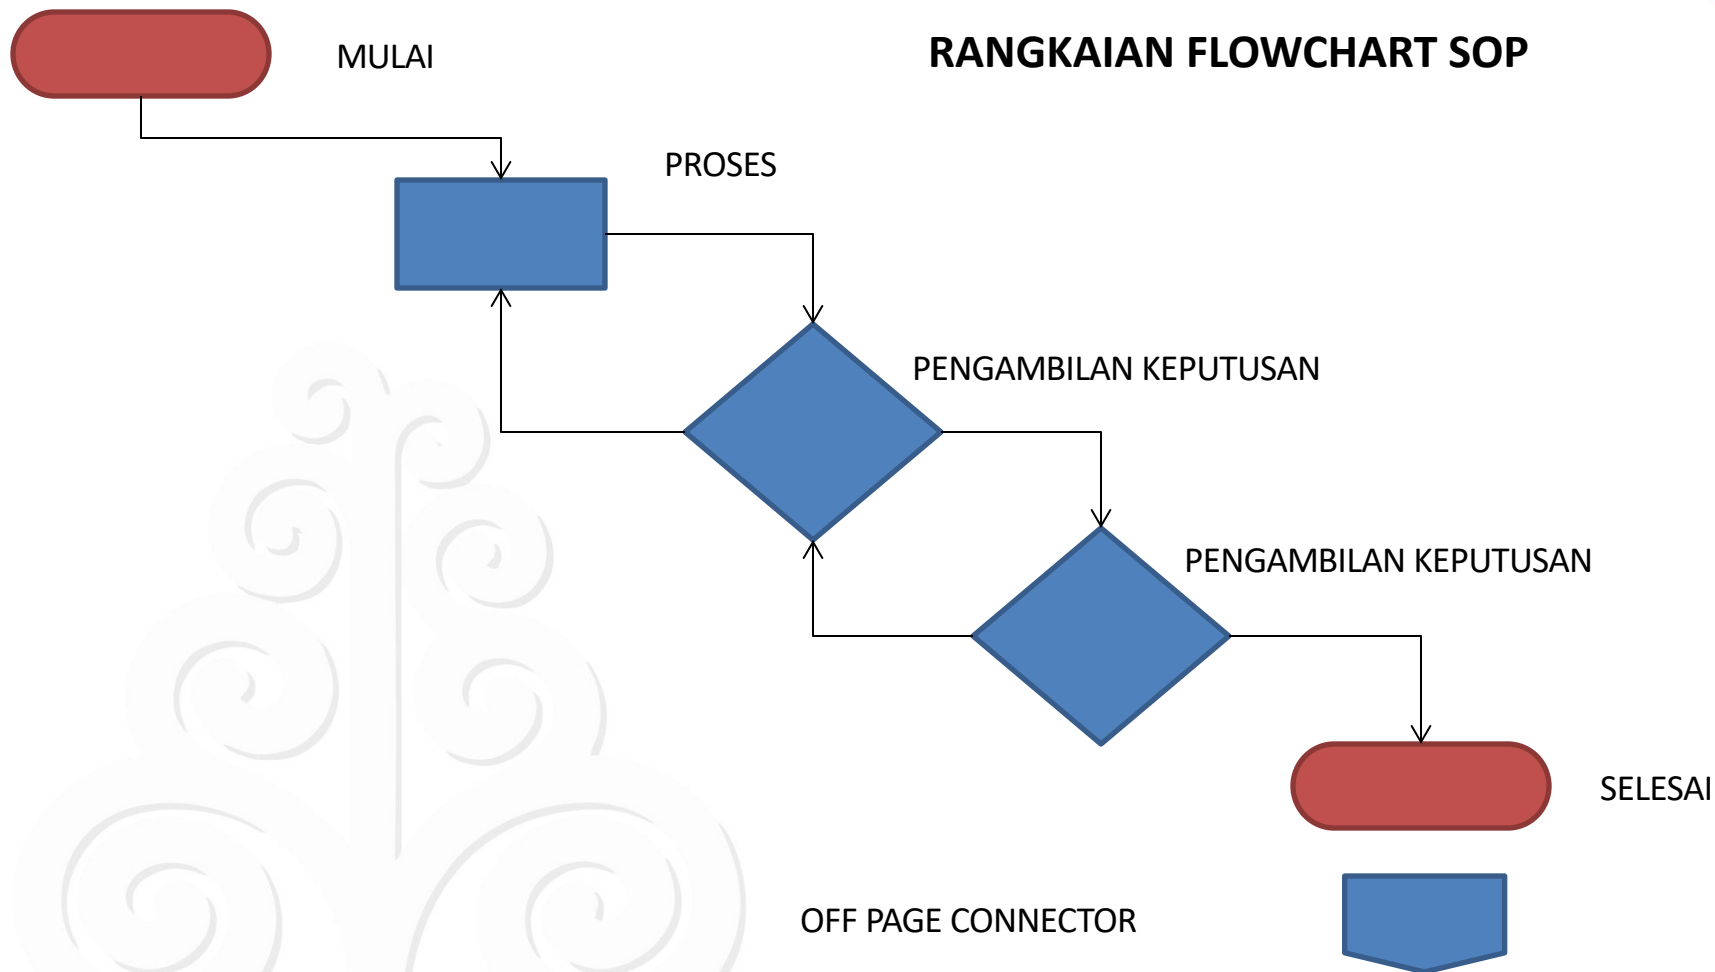 MULAI
RANGKAIAN FLOWCHART SOP
PROSES
PENGAMBILAN KEPUTUSAN
PENGAMBILAN KEPUTUSAN
SELESAI
OFF PAGE CONNECTOR